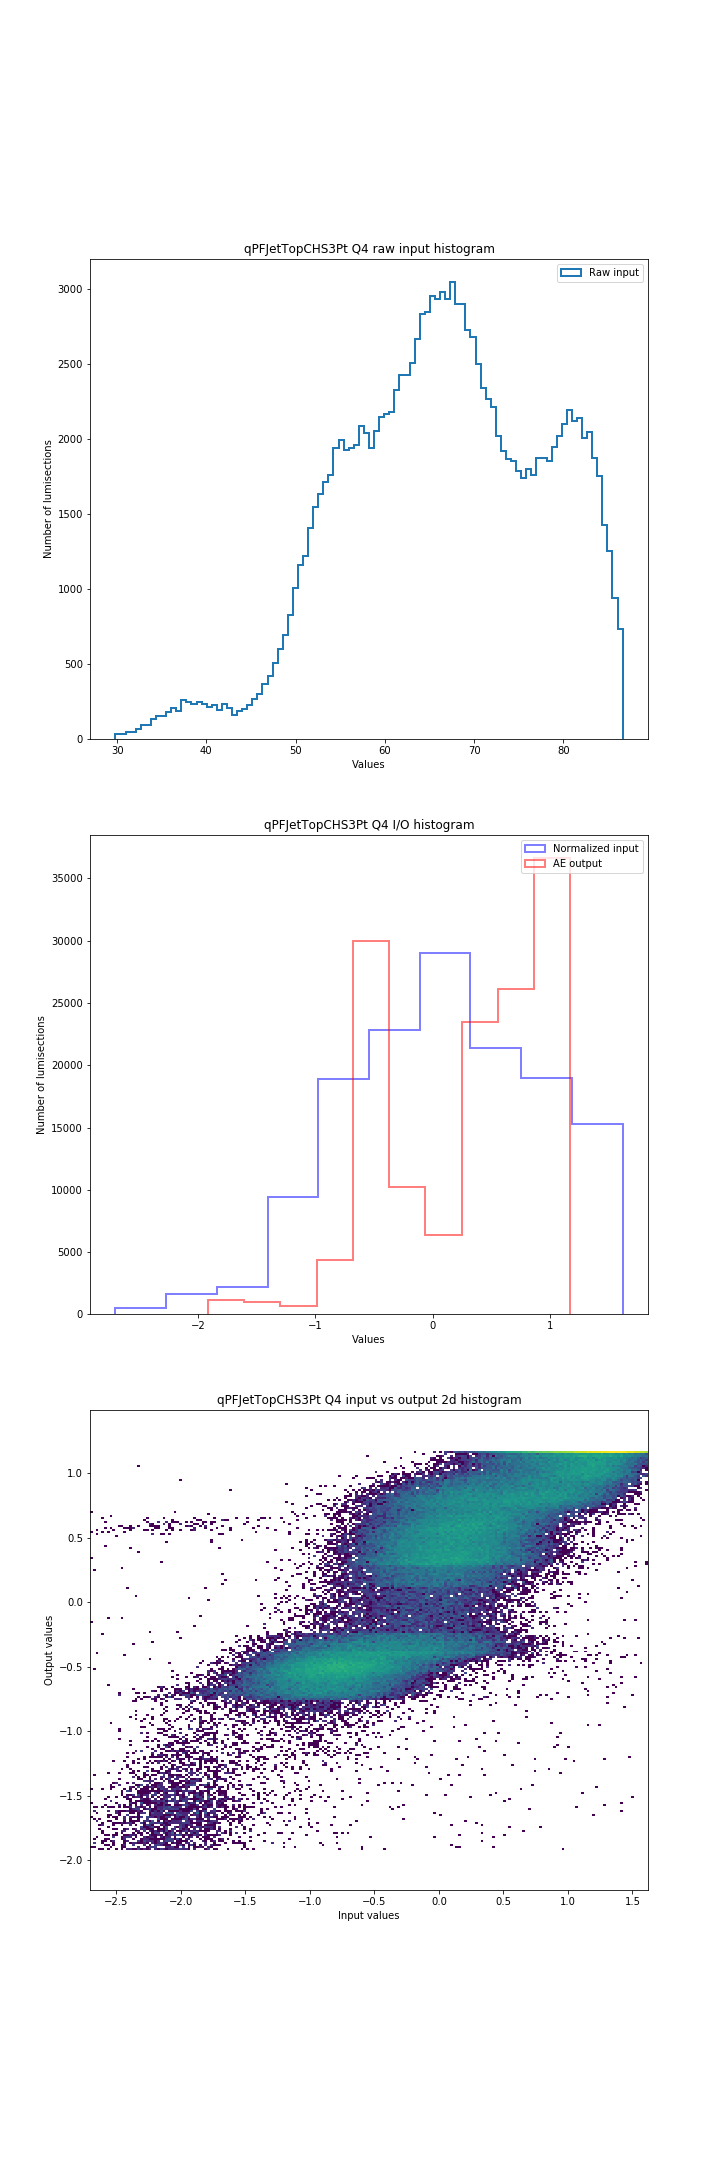 qPFJetTopCHS3Pt Q4 raw input histogram
Raw input
3000
2500
2000
1500
1000
500
0
Number of lumisections
30 40 50 60 70 80
Values
qPFJetTopCHS3Pt Q4 I/O histogram
Normalized input
AE output
35000
30000
25000
20000
15000
10000
5000
0
Number of lumisections
−2 −1 0 1
Values
qPFJetTopCHS3Pt Q4 input vs output 2d histogram
1.0
0.5
0.0
−0.5
−1.0
−1.5
−2.0
Output values
−2.5 −2.0 −1.5 −1.0 −0.5 0.0 0.5 1.0 1.5
Input values